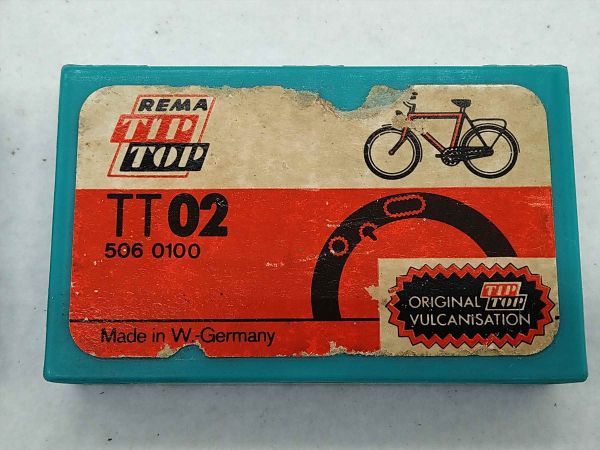 REMA
TIP
TOP
TT02
506 0100
ORIGINAL TIP TOP
VULCANISATION
Made in W.-Germany